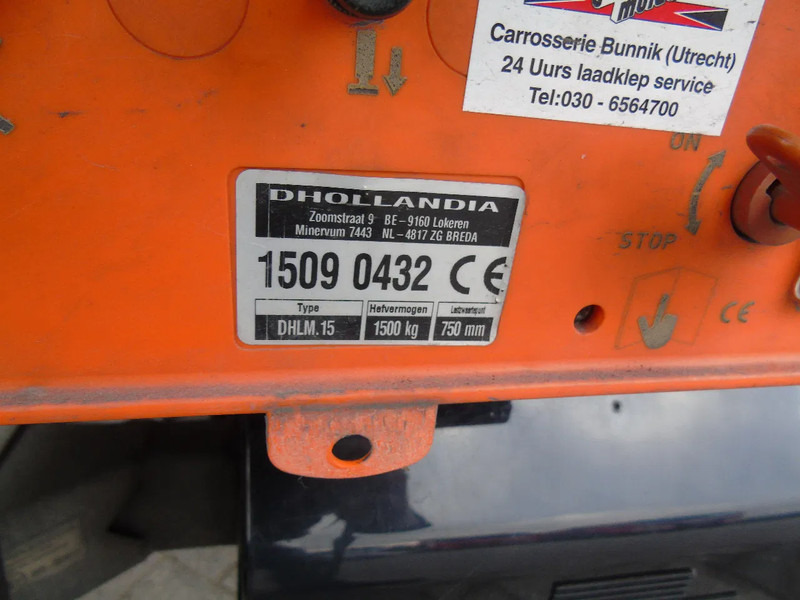 Carrosserie Bunnik (Utrecht)
24 Uurs laadklep service
Tel:030 - 6564700
ON
STOP
CE
DHOLLANDIA
Zoomstraat 9 BE - 9160 Lokeren
Minervum 7443 NL - 4817 ZG BREDA
1509 0432 CE
Type Hefvermogen Lastzwaartepunt
DHLM.15 1500 kg 750 mm